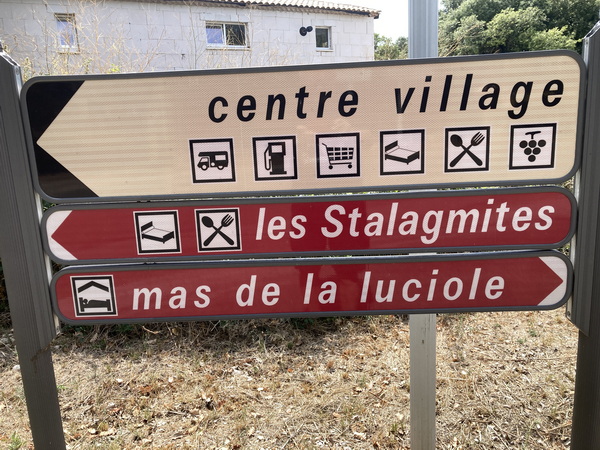 centre village
les Stalagmites
mas de la luciole